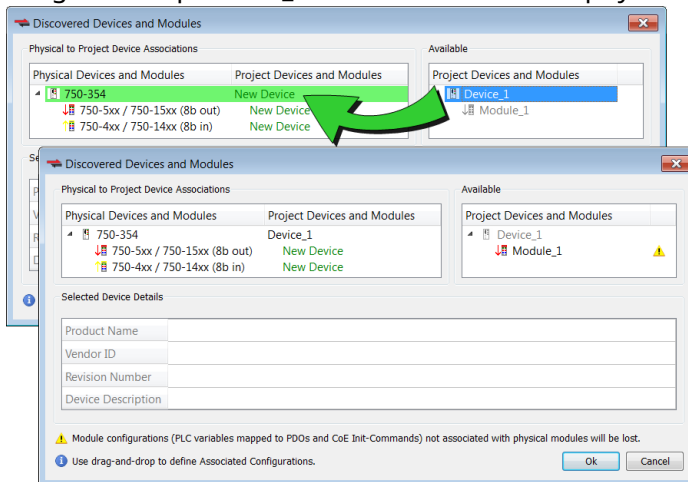 Discovered Devices and Modules
Physical to Project Device Associations
Available
Physical Devices and Modules Project Devices and Modules
Project Devices and Modules
750-354 New Device
Device_1
750-5xx / 750-15xx (8b out) New Device
Module_1
750-4xx / 750-14xx (8b in) New Device
Discovered Devices and Modules
Physical to Project Device Associations
Available
Physical Devices and Modules Project Devices and Modules
Project Devices and Modules
750-354 Device_1
Device_1
750-5xx / 750-15xx (8b out) New Device
Module_1
750-4xx / 750-14xx (8b in) New Device
Selected Device Details
Product Name
Vendor ID
Revision Number
Device Description
Module configurations (PLC variables mapped to PDOs and CoE Init-Commands) not associated with physical modules will be lost.
Use drag-and-drop to define Associated Configurations.
Ok Cancel